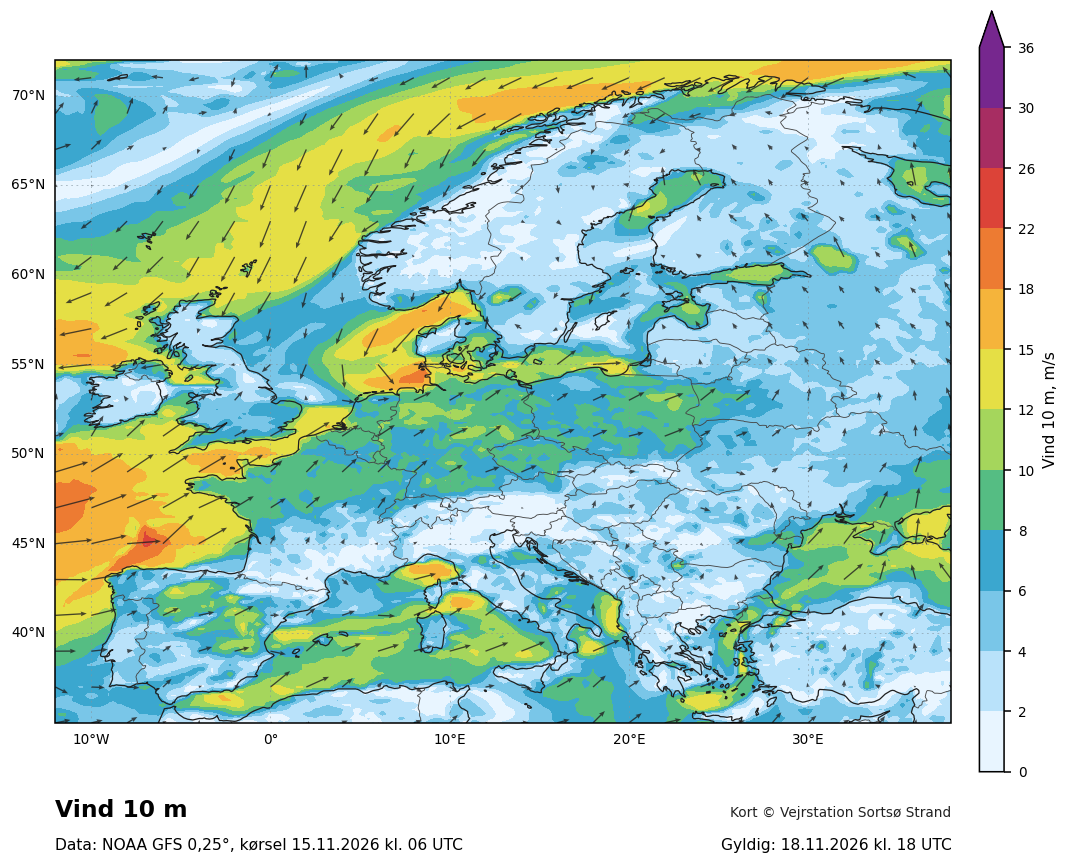 36
30
26
22
18
15
12
10
8
6
4
2
0
Vind 10 m, m/s
70°N
65°N
60°N
55°N
50°N
45°N
40°N
10°W
0°
10°E
20°E
30°E
Vind 10 m
Kort © Vejrstation Sortsø Strand
Data: NOAA GFS 0,25°, kørsel 15.11.2026 kl. 06 UTC
Gyldig: 18.11.2026 kl. 18 UTC